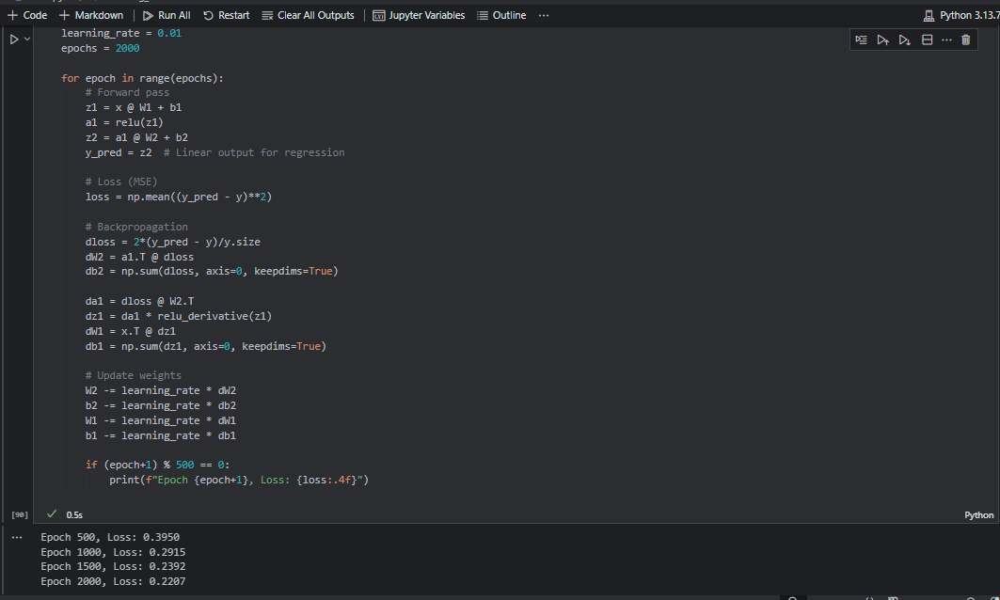 Code Markdown Run All Restart Clear All Outputs Jupyter Variables Outline ... Python 3.13.7
learning_rate = 0.01
epochs = 2000
for epoch in range(epochs):
# Forward pass
z1 = x @ W1 + b1
a1 = relu(z1)
z2 = a1 @ W2 + b2
y_pred = z2  # Linear output for regression
# Loss (MSE)
loss = np.mean((y_pred - y)**2)
# Backpropagation
dloss = 2*(y_pred - y)/y.size
dW2 = a1.T @ dloss
db2 = np.sum(dloss, axis=0, keepdims=True)
da1 = dloss @ W2.T
dz1 = da1 * relu_derivative(z1)
dW1 = x.T @ dz1
db1 = np.sum(dz1, axis=0, keepdims=True)
# Update weights
W2 -= learning_rate * dW2
b2 -= learning_rate * db2
W1 -= learning_rate * dW1
b1 -= learning_rate * db1
if (epoch+1) % 500 == 0:
print(f"Epoch {epoch+1}, Loss: {loss:.4f}")
[90] 0.5s Python
... Epoch 500, Loss: 0.3950
Epoch 1000, Loss: 0.2915
Epoch 1500, Loss: 0.2392
Epoch 2000, Loss: 0.2207